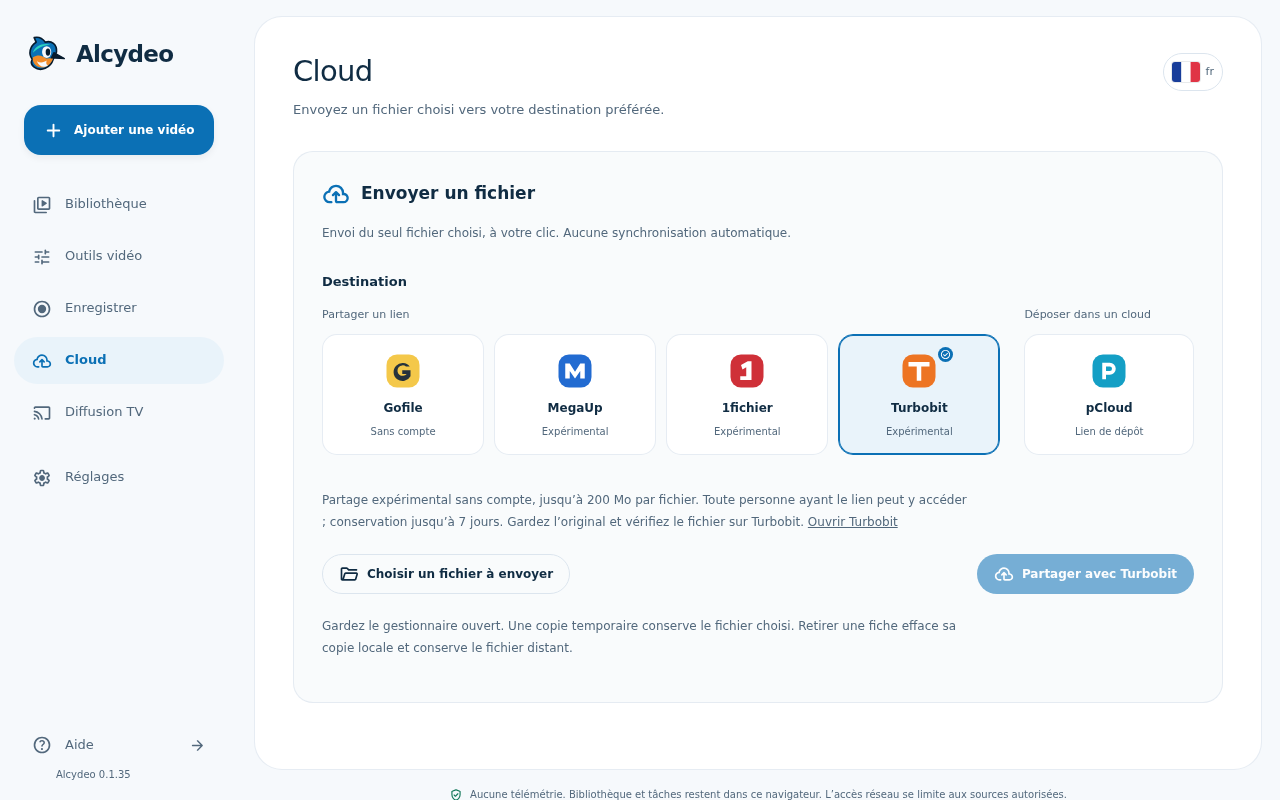 Alcydeo
Ajouter une vidéo
Bibliothèque
Outils vidéo
Enregistrer
Cloud
Diffusion TV
Réglages
Aide
Alcydeo 0.1.35
Cloud
fr
Envoyez un fichier choisi vers votre destination préférée.
Envoyer un fichier
Envoi du seul fichier choisi, à votre clic. Aucune synchronisation automatique.
Destination
Partager un lien
Déposer dans un cloud
G
Gofile
Sans compte
M
MegaUp
Expérimental
1
1fichier
Expérimental
T
Turbobit
Expérimental
P
pCloud
Lien de dépôt
Partage expérimental sans compte, jusqu’à 200 Mo par fichier. Toute personne ayant le lien peut y accéder
; conservation jusqu’à 7 jours. Gardez l’original et vérifiez le fichier sur Turbobit. Ouvrir Turbobit
Choisir un fichier à envoyer
Partager avec Turbobit
Gardez le gestionnaire ouvert. Une copie temporaire conserve le fichier choisi. Retirer une fiche efface sa
copie locale et conserve le fichier distant.
Aucune télémétrie. Bibliothèque et tâches restent dans ce navigateur. L’accès réseau se limite aux sources autorisées.